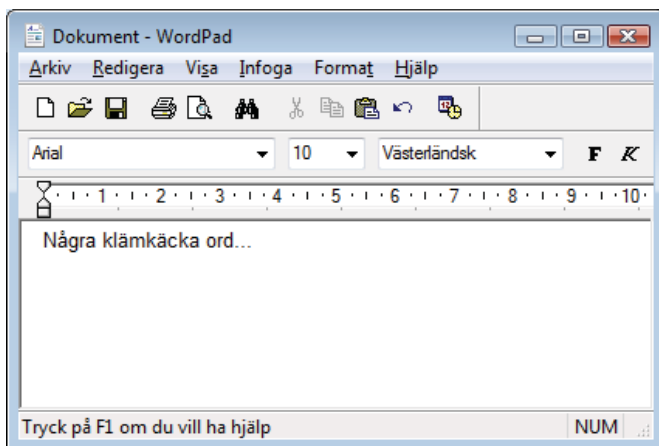 Dokument - WordPad
Arkiv Redigera Visa Infoga Format Hjälp
Arial 10 Västerländsk F K
1 2 3 4 5 6 7 8 9 10
Några klämkäcka ord...
Tryck på F1 om du vill ha hjälp NUM